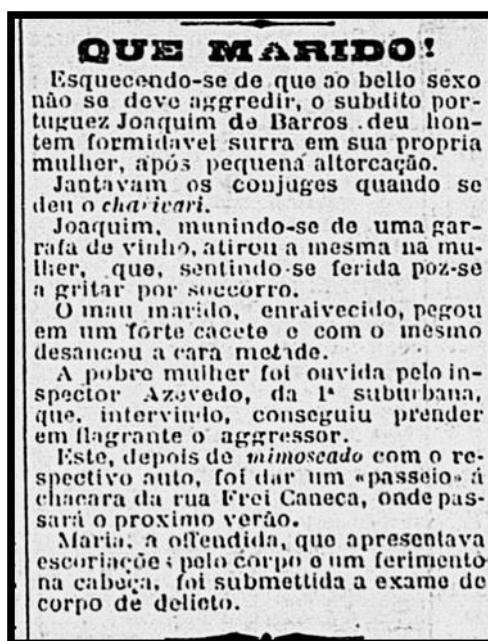 QUE MARIDO!
Esquecendo-se de que ao bello sexo
não se deve aggredir, o subdito por-
tuguez Joaquim de Barros deu hon-
tem formidavel surra em sua propria
mulher, após pequena altercação.
Jantavam os conjuges quando se
deu o charivari.
Joaquim, munindo-se de uma gar-
rafa de vinho, atirou a mesma na mu-
lher, que, sentindo-se ferida poz-se
a gritar por soccorro.
O mau marido, enraivecido, pegou
em um forte cacete e com o mesmo
desancou a cara metade.
A pobre mulher foi ouvida pelo in-
spector Azevedo, da 1ª suburbana,
que, intervindo, conseguiu prender
em flagrante o aggressor.
Este, depois de mimoseado com o re-
spectivo auto, foi dar um «passeio» á
chacara da rua Frei Caneca, onde pas-
sará o proximo verão.
Maria, a offendida, que apresentava
escoriações pelo corpo e um ferimento
na cabeça, foi submettida a exame de
corpo de delicto.